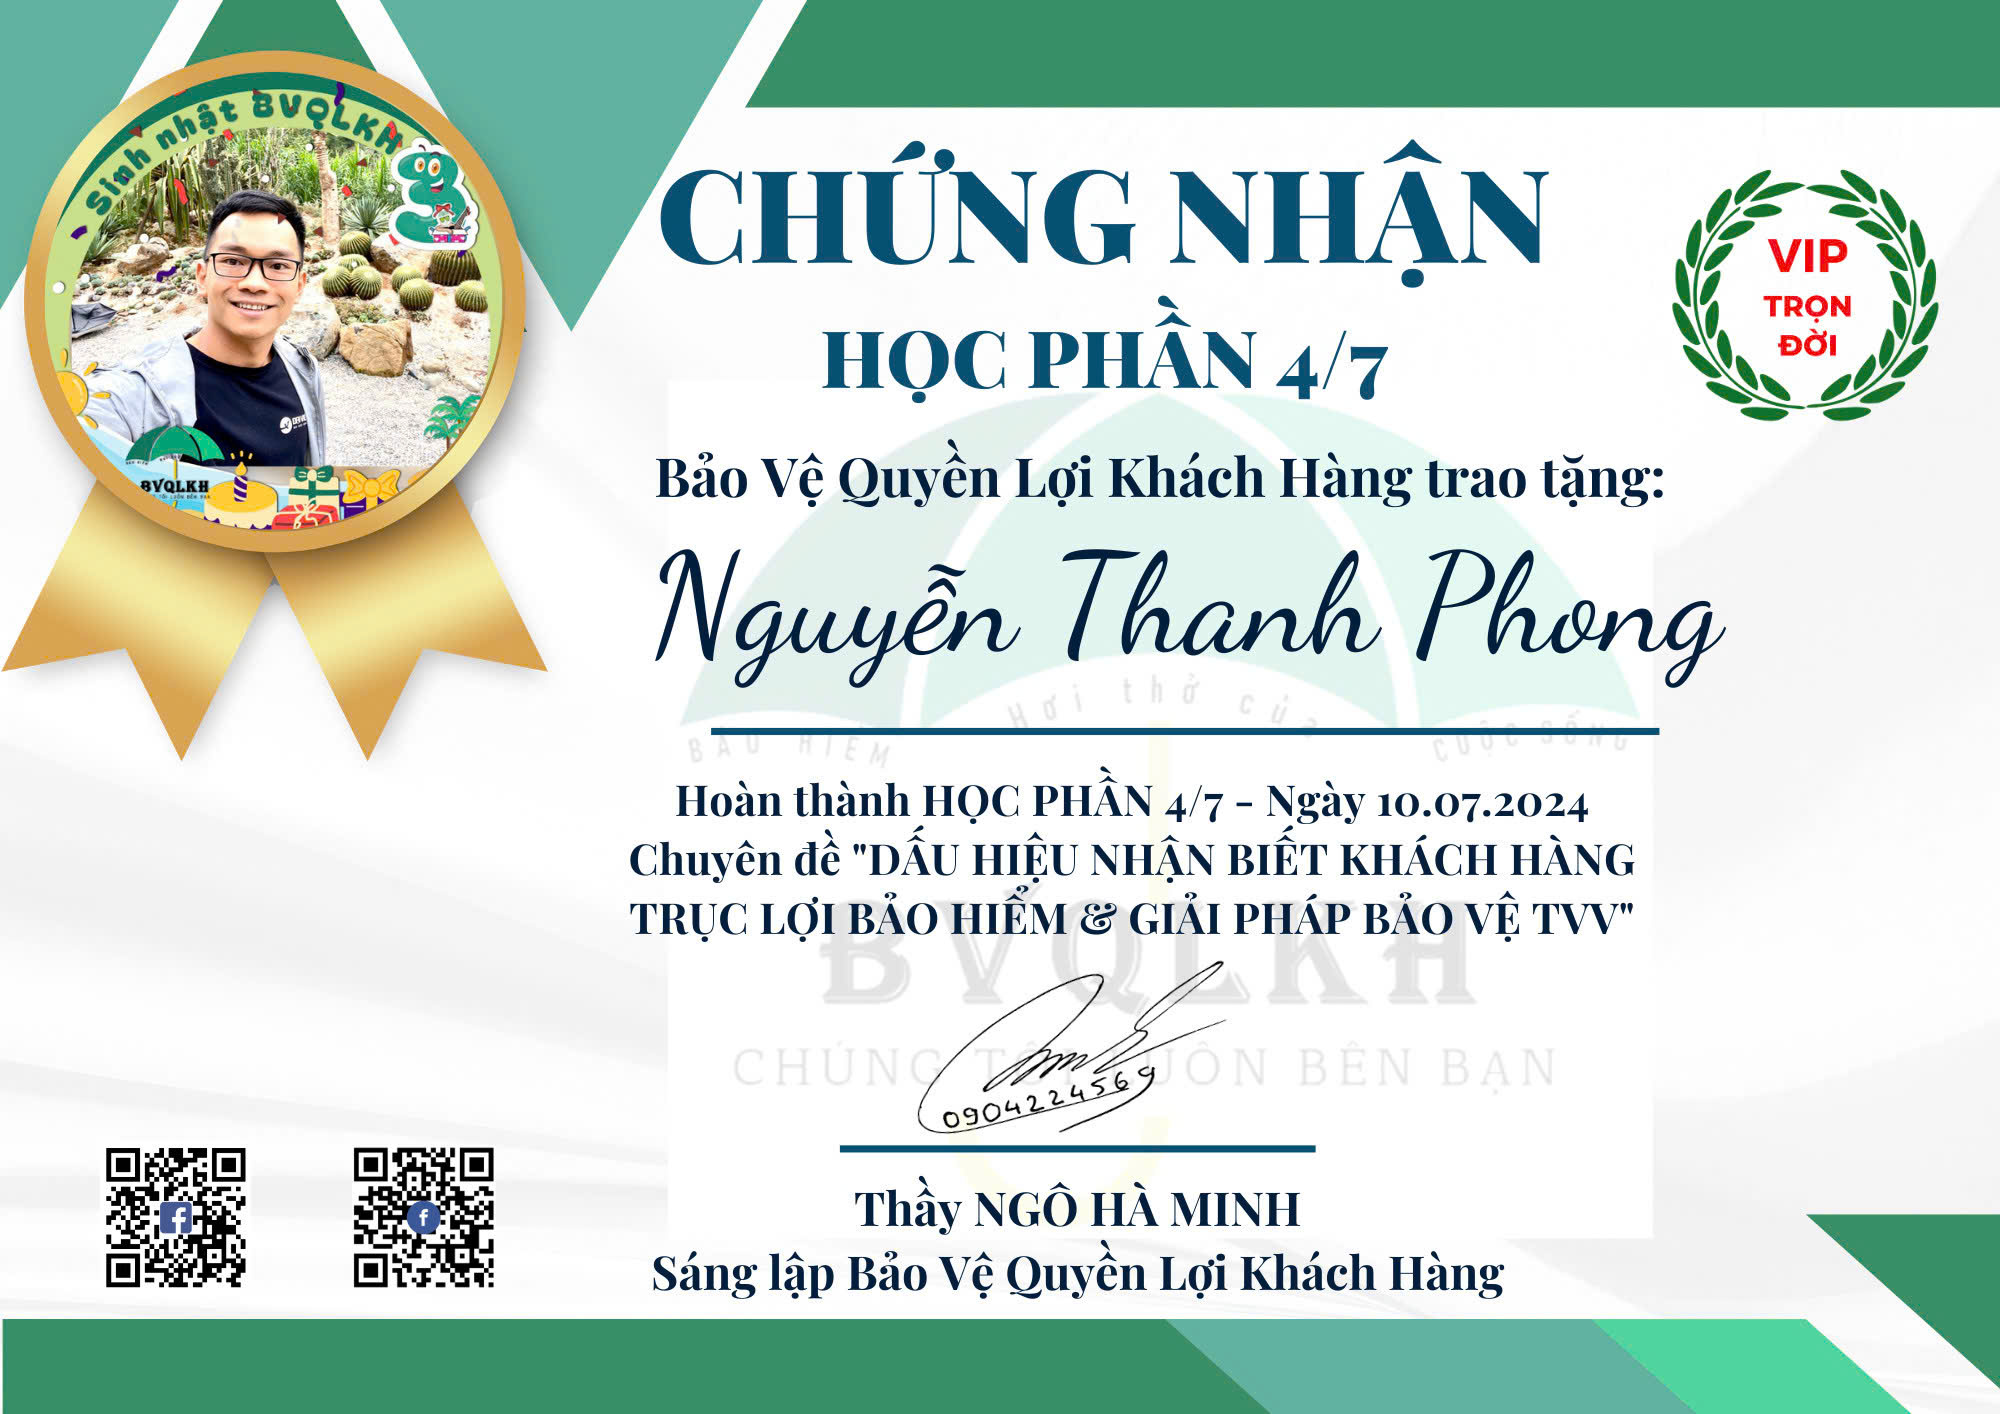 Sinh nhật BVQLKH
BVQLKH
CHỨNG NHẬN
HỌC PHẦN 4/7
VIP
TRỌN
ĐỜI
Bảo Vệ Quyền Lợi Khách Hàng trao tặng:
Nguyễn Thanh Phong
Hơi thở của
BẢO HIỂM
CUỘC SỐNG
Hoàn thành HỌC PHẦN 4/7 - Ngày 10.07.2024
Chuyên đề "DẤU HIỆU NHẬN BIẾT KHÁCH HÀNG
TRỤC LỢI BẢO HIỂM & GIẢI PHÁP BẢO VỆ TVV"
BVQLKH
CHÚNG TÔI LUÔN BÊN BẠN
0904224569
Thầy NGÔ HÀ MINH
Sáng lập Bảo Vệ Quyền Lợi Khách Hàng